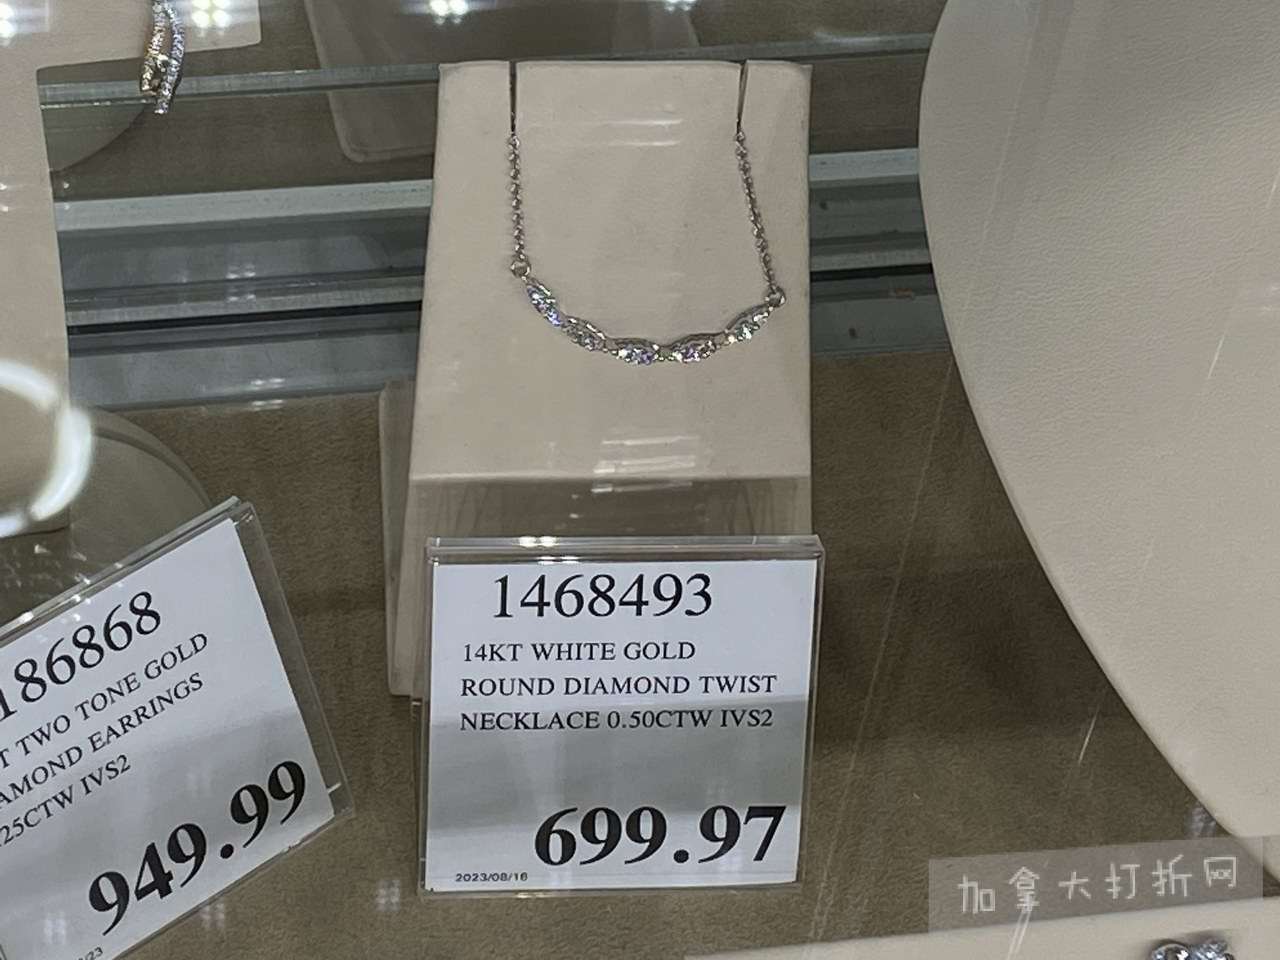 1468493
14KT WHITE GOLD
ROUND DIAMOND TWIST
NECKLACE 0.50CTW IVS2
699.97
2023/08/16
186868
TWO TONE GOLD
EARRINGS
25CTW IVS2
949.99
加拿大打折网